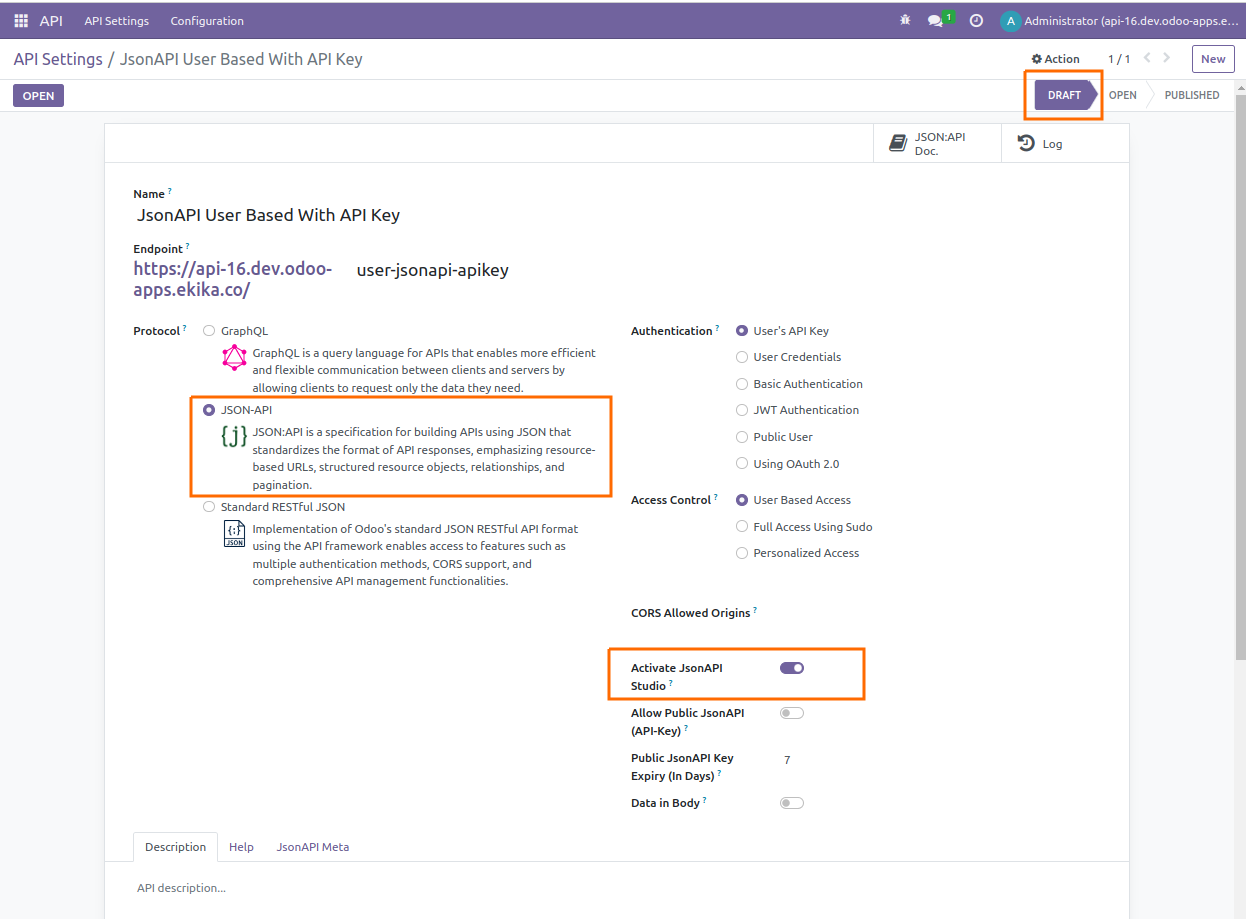 API API Settings Configuration 1 A Administrator (api-16.dev.odoo-apps.e...
API Settings / JsonAPI User Based With API Key Action 1 / 1 New
OPEN DRAFT OPEN PUBLISHED
JSON:API
Doc.
Log
Name ?
JsonAPI User Based With API Key
Endpoint ?
https://api-16.dev.odoo-
apps.ekika.co/
user-jsonapi-apikey
Protocol ?
GraphQL
GraphQL is a query language for APIs that enables more efficient
and flexible communication between clients and servers by
allowing clients to request only the data they need.
JSON-API
{j}
JSON:API is a specification for building APIs using JSON that
standardizes the format of API responses, emphasizing resource-
based URLs, structured resource objects, relationships, and
pagination.
Standard RESTful JSON
{;}
JSON
Implementation of Odoo's standard JSON RESTful API format
using the API framework enables access to features such as
multiple authentication methods, CORS support, and
comprehensive API management functionalities.
Authentication ?
User's API Key
User Credentials
Basic Authentication
JWT Authentication
Public User
Using OAuth 2.0
Access Control ?
User Based Access
Full Access Using Sudo
Personalized Access
CORS Allowed Origins ?
Activate JsonAPI
Studio ?
Allow Public JsonAPI
(API-Key) ?
Public JsonAPI Key
Expiry (In Days) ?
7
Data in Body ?
Description Help JsonAPI Meta
API description...